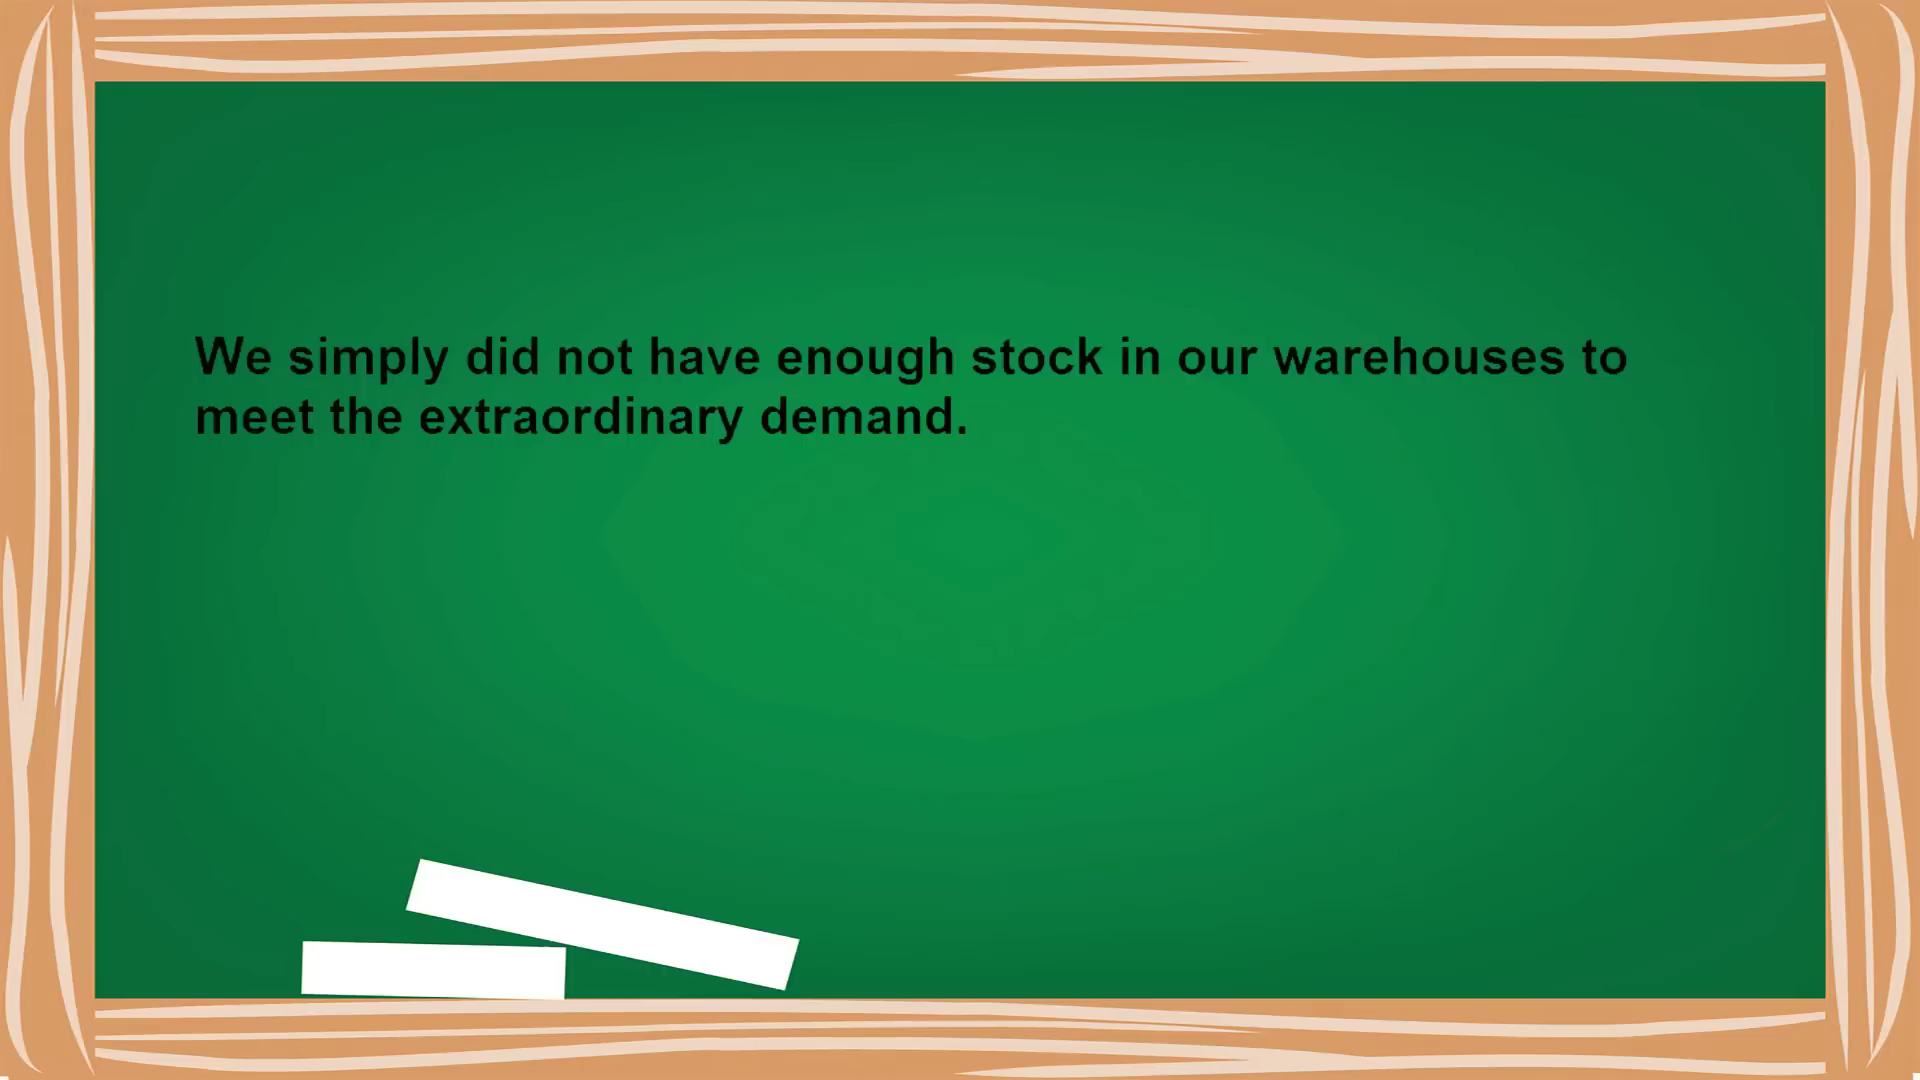 We simply did not have enough stock in our warehouses to
meet the extraordinary demand.